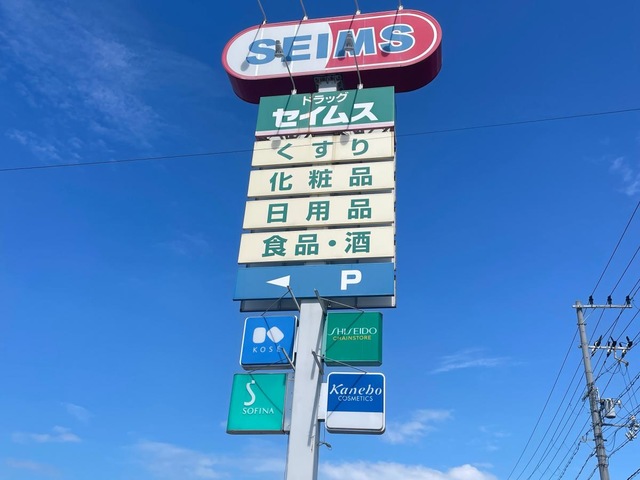 SEIMS
ドラッグ
セイムス
くすり
化粧品
日用品
食品・酒
P
KOSÉ
SHISEIDO
CHAINSTORE
SOFINA
Kanebo
COSMETICS